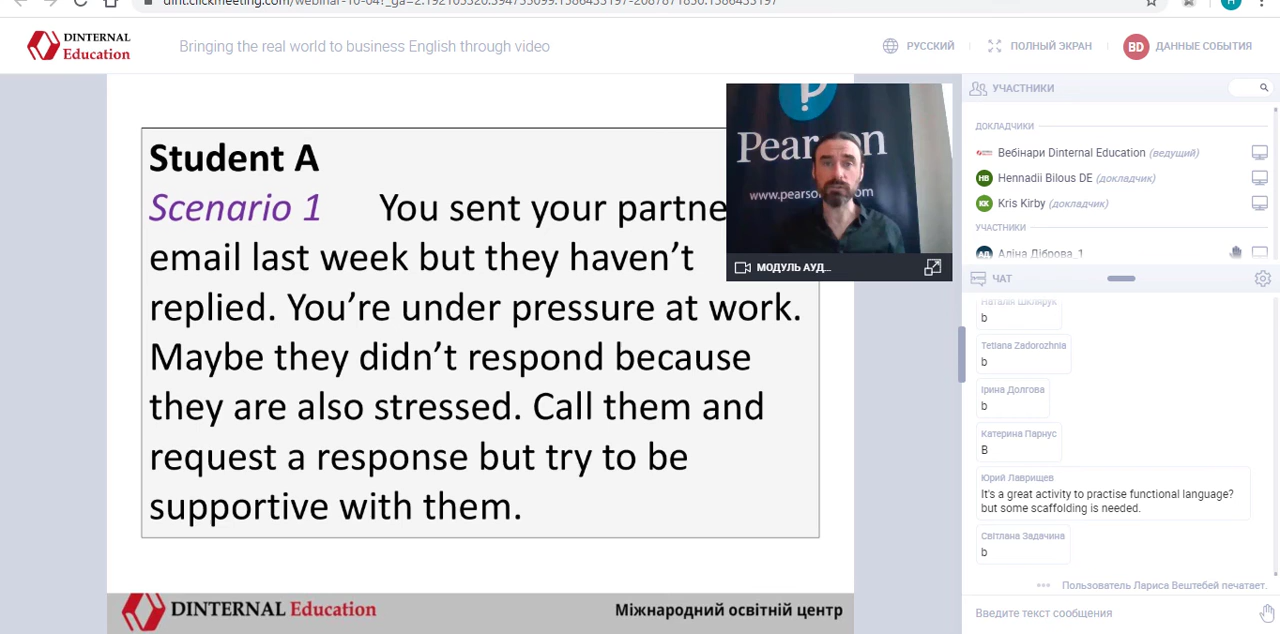 DINTERNAL
Education
Bringing the real world to business English through video
РУССКИЙ
ПОЛНЫЙ ЭКРАН
BD
ДАННЫЕ СОБЫТИЯ
Student A
Scenario 1 You sent your partne
email last week but they haven’t
replied. You’re under pressure at work.
Maybe they didn’t respond because
they are also stressed. Call them and
request a response but try to be
supportive with them.
Pearson
МОДУЛЬ АУД...
DINTERNAL Education
Міжнародний освітній центр
УЧАСТНИКИ
ДОКЛАДЧИКИ
Вебінари Dinternal Education (ведущий)
HB Hennadii Bilous DE (докладчик)
KK Kris Kirby (докладчик)
УЧАСТНИКИ
Аліна Діброва_1
ЧАТ
b
Tetiana Zadorozhnia
b
Ірина Долгова
b
Катерина Парнус
B
Юрий Лаврищев
It's a great activity to practise functional language?
but some scaffolding is needed.
Світлана Задачина
b
Пользователь Лариса Вештебей печатает.
Введите текст сообщения